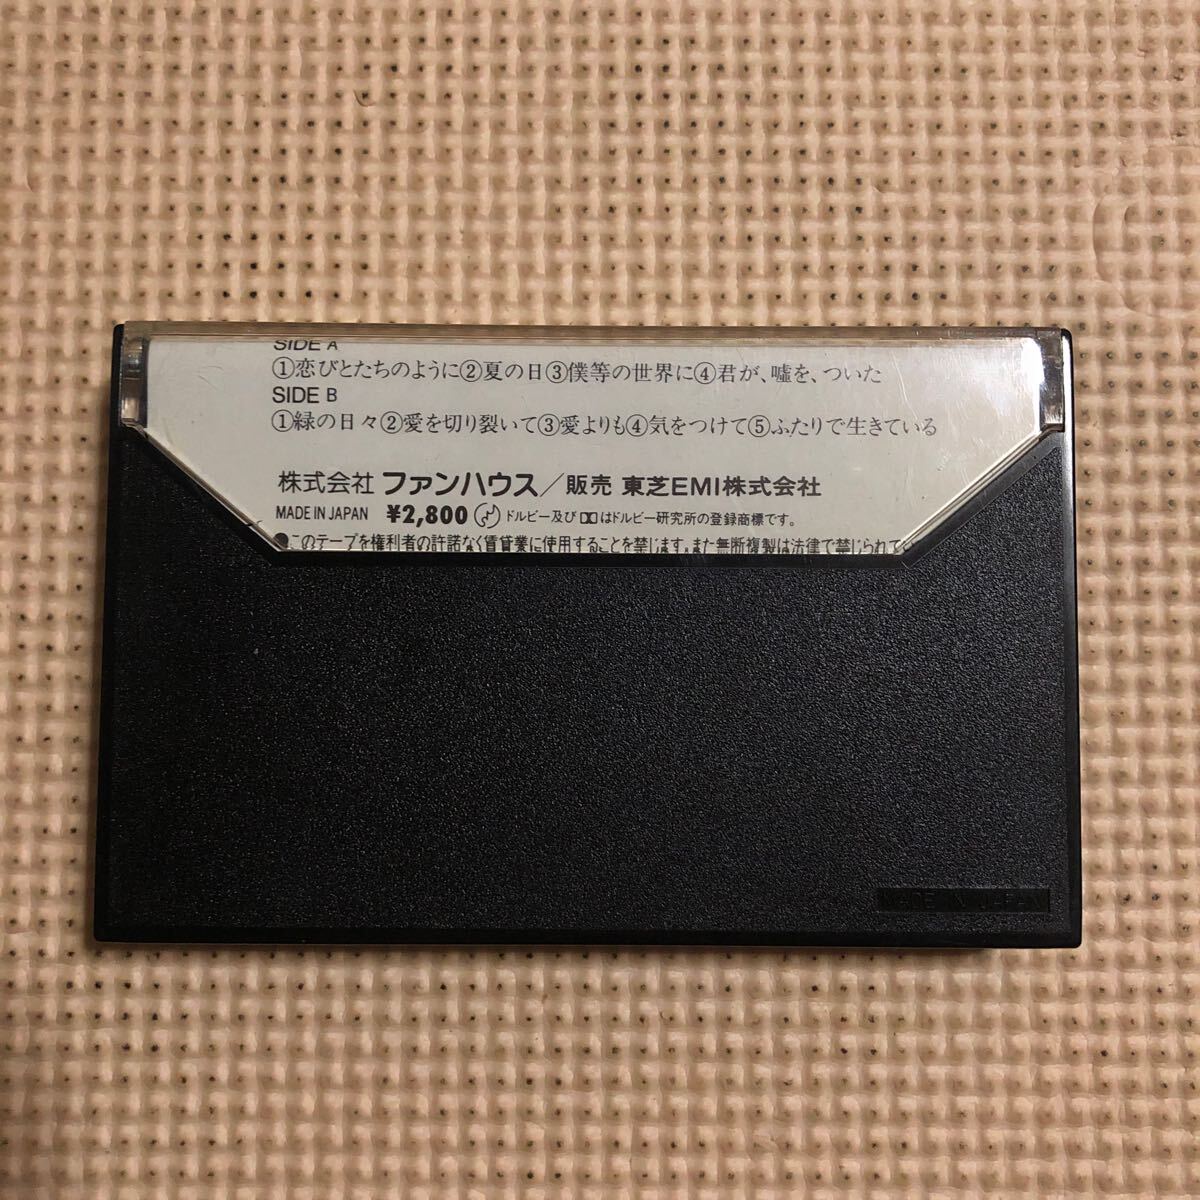 SIDE A
①恋びとたちのように②夏の日③僕等の世界に④君が、嘘を、ついた
SIDE B
①緑の日々②愛を切り裂いて③愛よりも④気をつけて⑤ふたりで生きている
株式会社 ファンハウス/販売 東芝EMI株式会社
MADE IN JAPAN ¥2,800 ドルビー及び はドルビー研究所の登録商標です。
●このテープを権利者の許諾なく賃貸業に使用することを禁じます。また無断複製は法律で禁じられて
MADE IN JAPAN